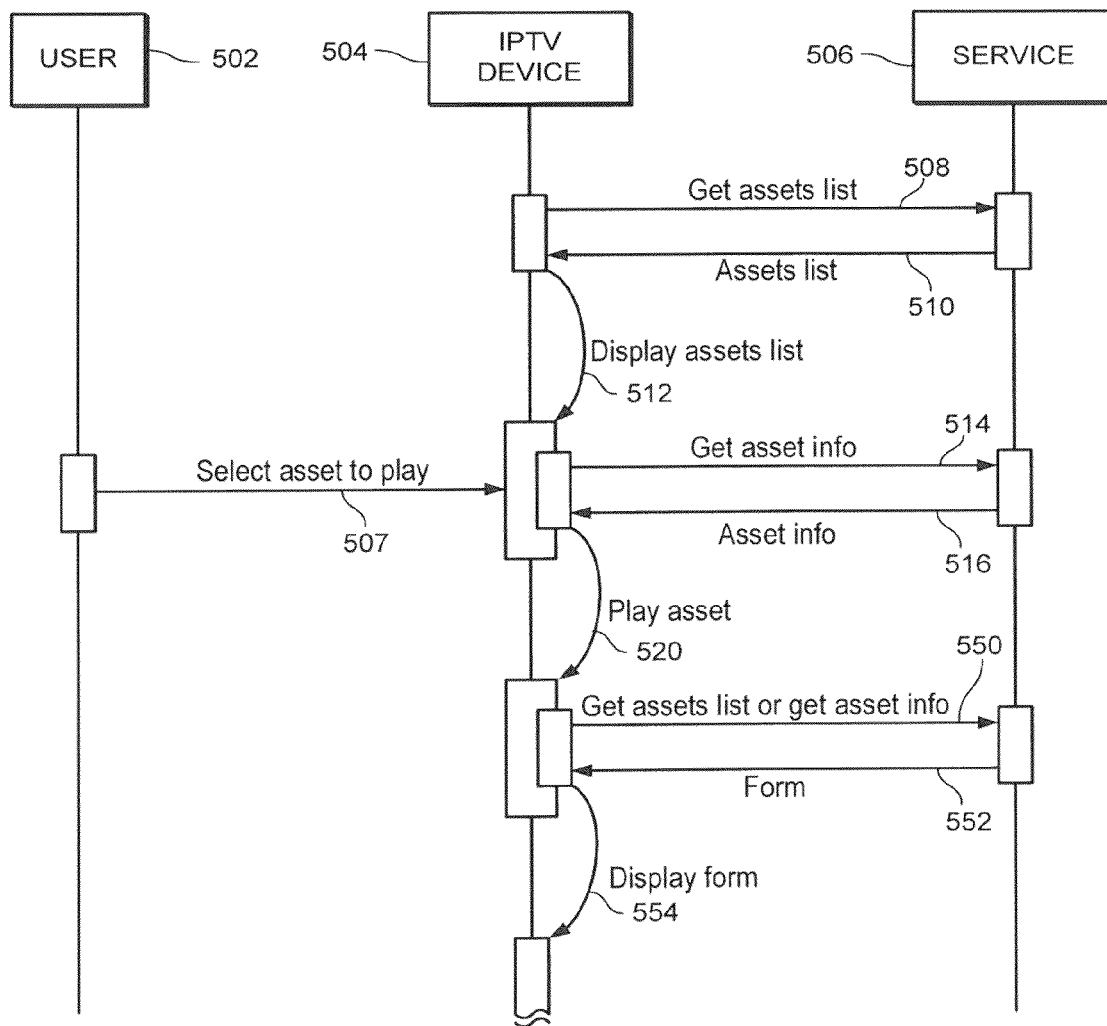 USER
502
504
IPTV
DEVICE
506
SERVICE
508
Get assets list
Assets list
510
Display assets list
512
514
Get asset info
Select asset to play
507
Asset info
516
Play asset
520
550
Get assets list or get asset info
Form
552
Display form
554